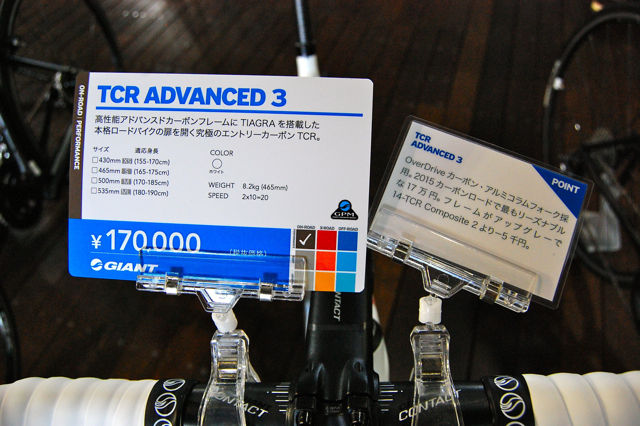 ON-ROAD PERFORMANCE
TCR ADVANCED 3
高性能アドバンスドカーボンフレームに TIAGRA を搭載した
本格ロードバイクの扉を開く究極のエントリーカーボン TCR。
サイズ 適応身長
430mm (155-170cm)
465mm (165-175cm)
500mm (170-185cm)
535mm (180-190cm)
COLOR
ホワイト
WEIGHT 8.2kg (465mm)
SPEED 2x10=20
GPM
¥170,000 (税抜価格)
GIANT
ON-ROAD X-ROAD OFF-ROAD
TCR
ADVANCED 3
POINT
OverDrive カーボン・アルミコラムフォーク採
用。2015 カーボンロードで最もリーズナブル
な 17 万円。フレームがアップグレーで
14-TCR Composite 2 より−5 千円。
CONTACT
CONTACT
CONTACT